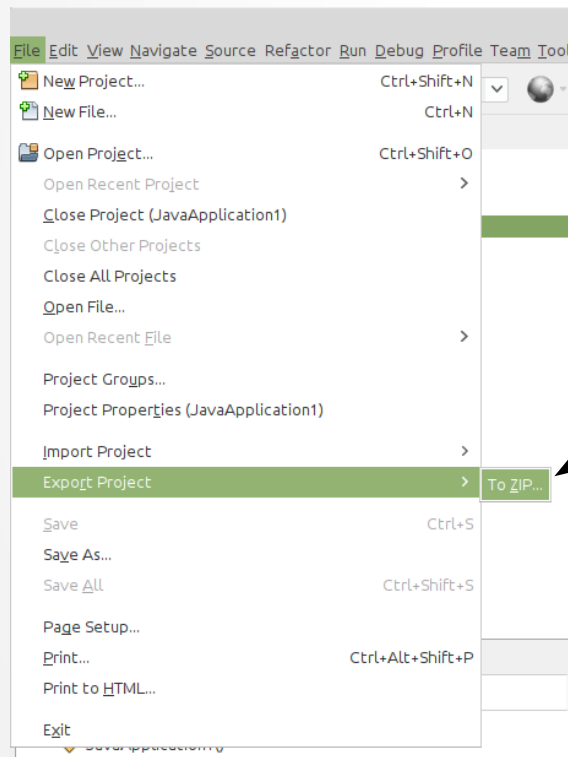 File Edit View Navigate Source Refactor Run Debug Profile Team Tool
New Project... Ctrl+Shift+N
New File... Ctrl+N
Open Project... Ctrl+Shift+O
Open Recent Project
Close Project (JavaApplication1)
Close Other Projects
Close All Projects
Open File...
Open Recent File
Project Groups...
Project Properties (JavaApplication1)
Import Project
Export Project To ZIP...
Save Ctrl+S
Save As...
Save All Ctrl+Shift+S
Page Setup...
Print... Ctrl+Alt+Shift+P
Print to HTML...
Exit